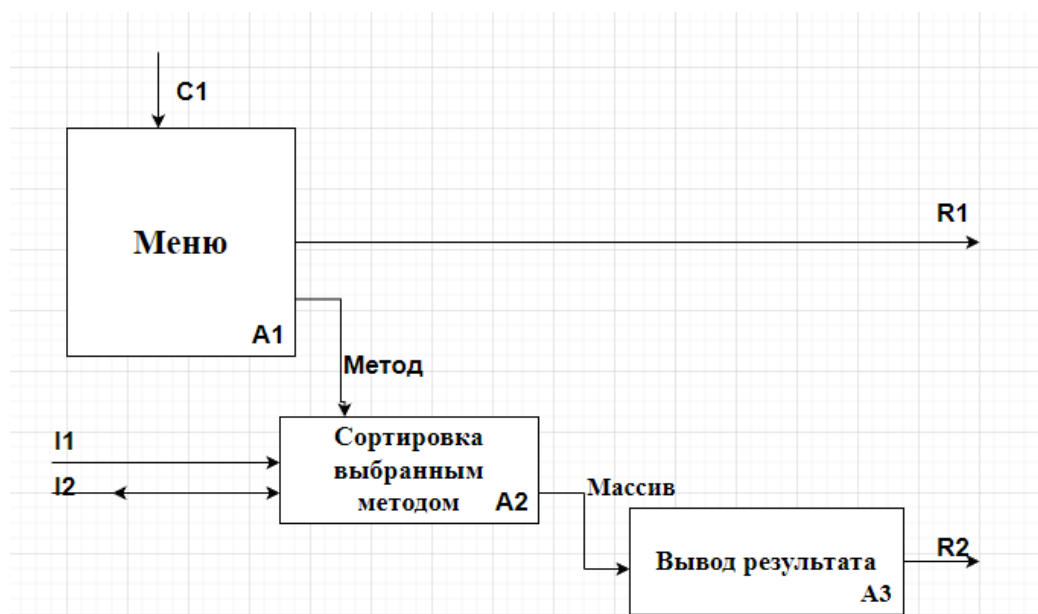 C1
R1
Меню
A1
Метод
I1
I2
Сортировка
выбранным
методом
A2
Массив
R2
Вывод результата
A3